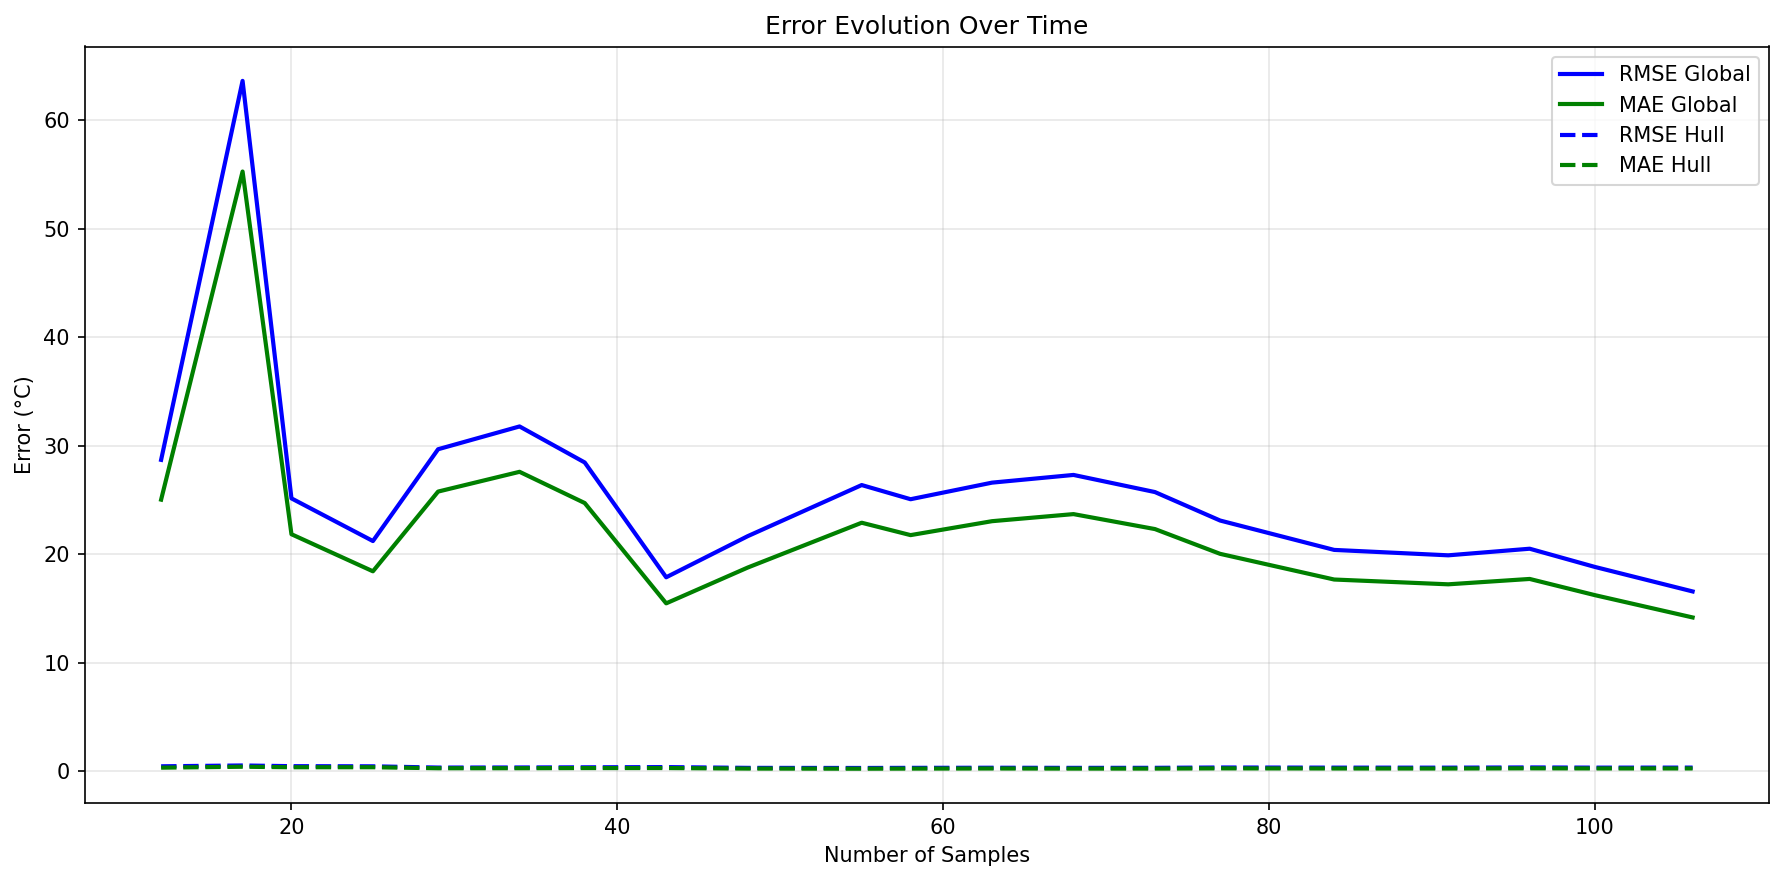 Error Evolution Over Time
RMSE Global
MAE Global
RMSE Hull
MAE Hull
60
50
40
30
20
10
0
Error (°C)
20 40 60 80 100
Number of Samples